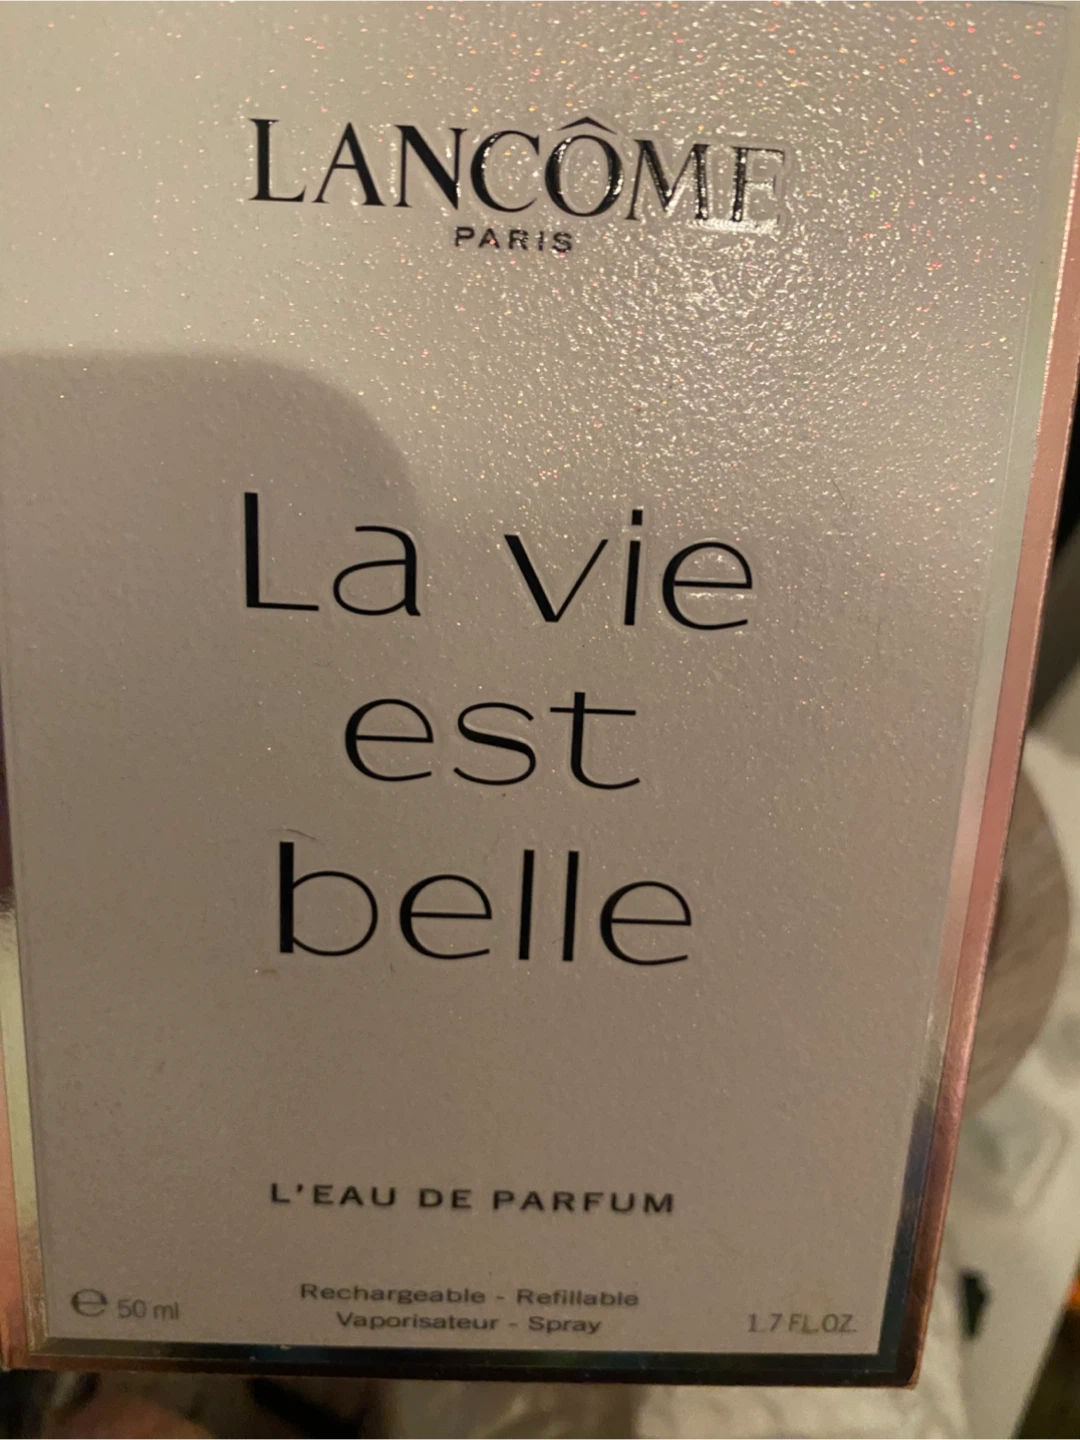 LANCÔME
PARIS
La vie
est
belle
L'EAU DE PARFUM
Rechargeable - Refillable
℮ 50 ml
Vaporisateur - Spray
1.7 FL.OZ.